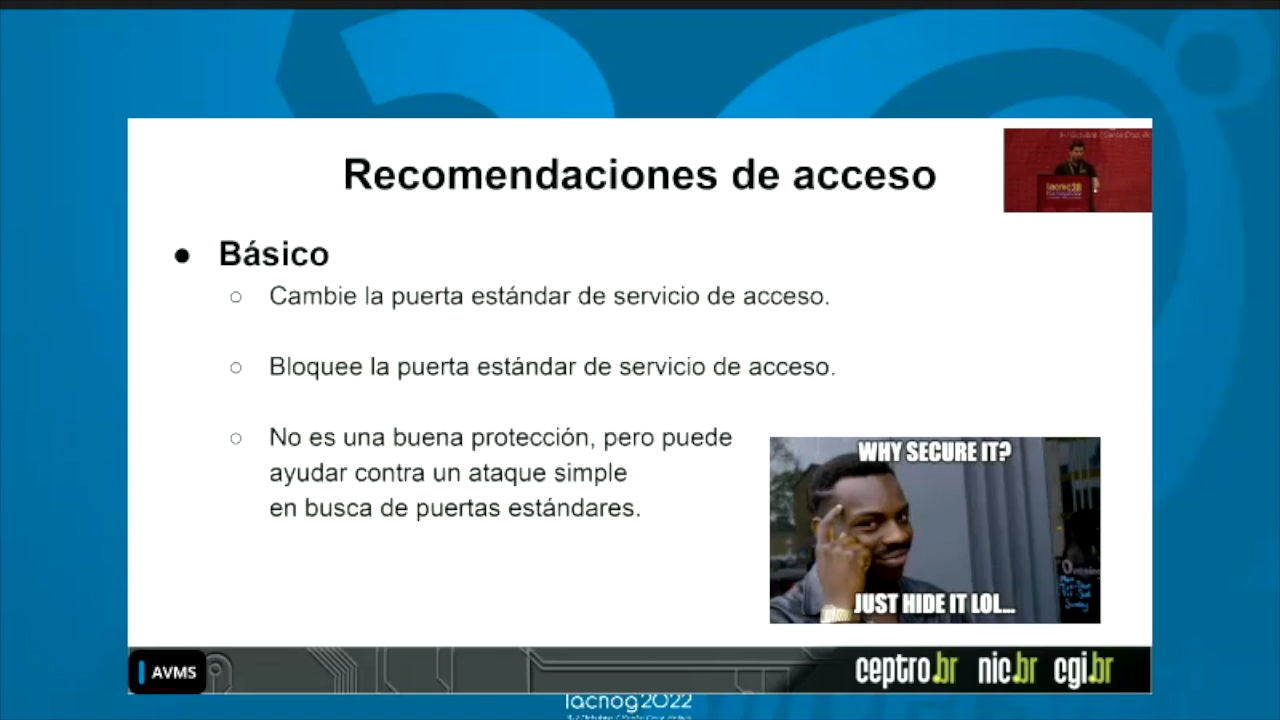 Recomendaciones de acceso
● Básico
○ Cambie la puerta estándar de servicio de acceso.
○ Bloquee la puerta estándar de servicio de acceso.
○ No es una buena protección, pero puede
ayudar contra un ataque simple
en busca de puertas estándares.
WHY SECURE IT?
JUST HIDE IT LOL...
AVMS
ceptro.br nic.br cgi.br
lacnog2022